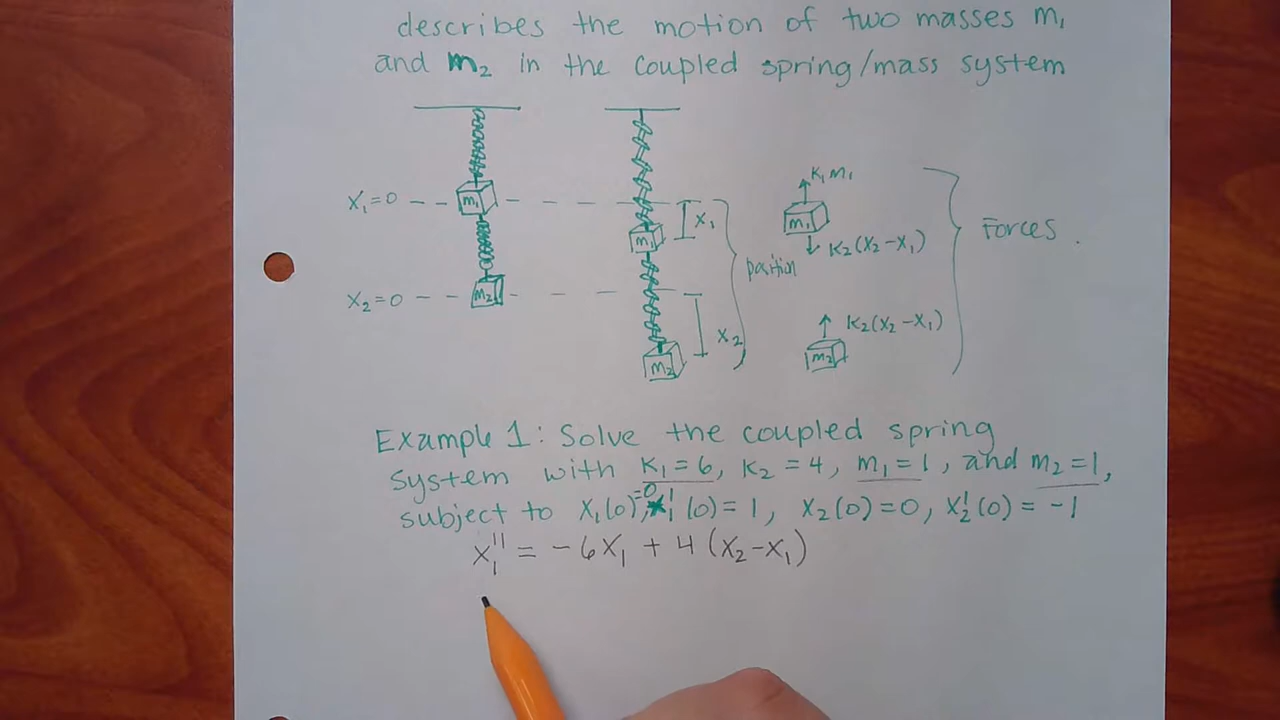 describes the motion of two masses m₁
and m₂ in the coupled spring/mass system
x₁=0
m₁
m₁
x₁
x₂=0
m₂
m₂
x₂
position
k₁m₁
m₁
k₂(x₂-x₁)
k₂(x₂-x₁)
m₂
Forces.
Example 1: Solve the coupled spring
system with k₁=6, k₂=4, m₁=1, and m₂=1,
subject to x₁(0)=0, x₁'(0)=1, x₂(0)=0, x₂'(0)=-1
x₁''=-6x₁+4(x₂-x₁)